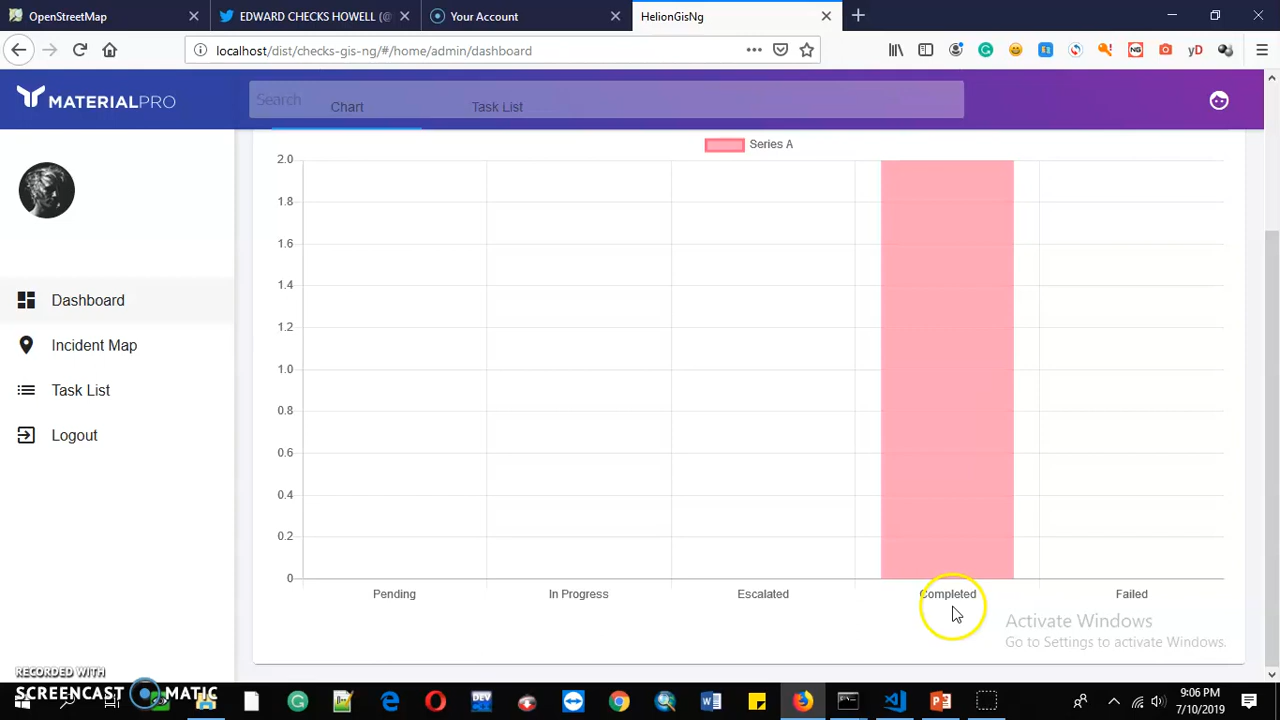 OpenStreetMap
EDWARD CHECKS HOWELL (@
Your Account
HelionGisNg
localhost/dist/checks-gis-ng/#/home/admin/dashboard
MATERIALPRO
Search
Chart
Task List
Series A
2.0
1.8
1.6
1.4
1.2
1.0
0.8
0.6
0.4
0.2
0
Pending
In Progress
Escalated
Completed
Failed
Dashboard
Incident Map
Task List
Logout
Activate Windows
Go to Settings to activate Windows.
RECORDED WITH
SCREENCAST MATIC
9:06 PM
7/10/2019